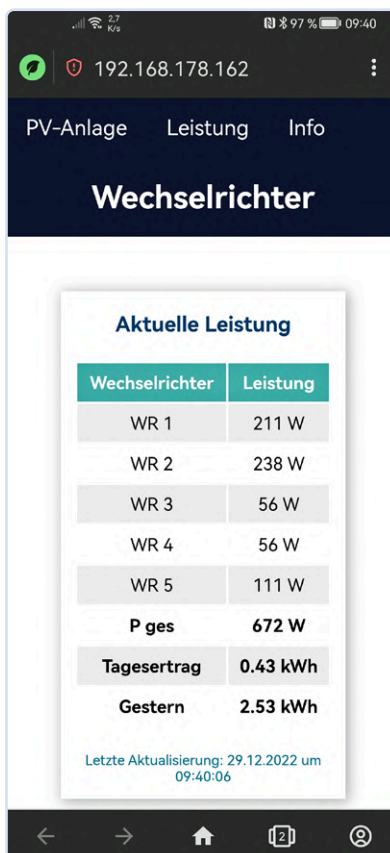 2,7 K/s 97 % 09:40
192.168.178.162
PV-Anlage Leistung Info
Wechselrichter
Aktuelle Leistung
Wechselrichter Leistung
WR 1 211 W
WR 2 238 W
WR 3 56 W
WR 4 56 W
WR 5 111 W
P ges 672 W
Tagesertrag 0.43 kWh
Gestern 2.53 kWh
Letzte Aktualisierung: 29.12.2022 um
09:40:06
2